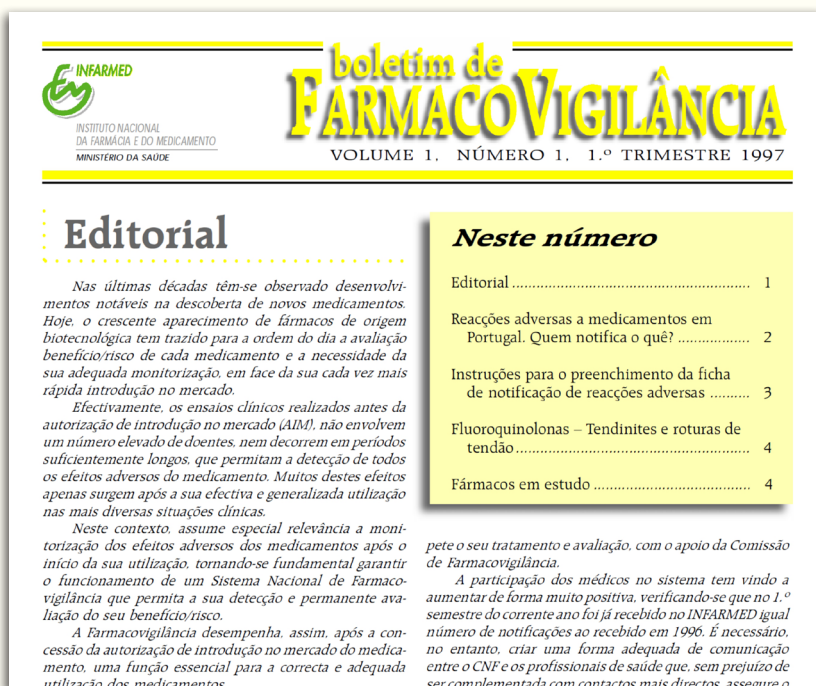 INFARMED
INSTITUTO NACIONAL
DA FARMÁCIA E DO MEDICAMENTO
MINISTÉRIO DA SAÚDE
boletim de
FARMACOVIGILÂNCIA
VOLUME 1, NÚMERO 1, 1.º TRIMESTRE 1997
Editorial
Nas últimas décadas têm-se observado desenvolvi-
mentos notáveis na descoberta de novos medicamentos.
Hoje, o crescente aparecimento de fármacos de origem
biotecnológica tem trazido para a ordem do dia a avaliação
benefício/risco de cada medicamento e a necessidade da
sua adequada monitorização, em face da sua cada vez mais
rápida introdução no mercado.
Efectivamente, os ensaios clínicos realizados antes da
autorização de introdução no mercado (AIM), não envolvem
um número elevado de doentes, nem decorrem em períodos
suficientemente longos, que permitam a detecção de todos
os efeitos adversos do medicamento. Muitos destes efeitos
apenas surgem após a sua efectiva e generalizada utilização
nas mais diversas situações clínicas.
Neste contexto, assume especial relevância a moni-
torização dos efeitos adversos dos medicamentos após o
início da sua utilização, tornando-se fundamental garantir
o funcionamento de um Sistema Nacional de Farmaco-
vigilância que permita a sua detecção e permanente ava-
liação do seu benefício/risco.
A Farmacovigilância desempenha, assim, após a con-
cessão da autorização de introdução no mercado do medica-
mento, uma função essencial para a correcta e adequada
utilização dos medicamentos.
Neste número
Editorial ........................................................ 1
Reacções adversas a medicamentos em
Portugal. Quem notifica o quê? ................. 2
Instruções para o preenchimento da ficha
de notificação de reacções adversas .......... 3
Fluoroquinolonas – Tendinites e roturas de
tendão ....................................................... 4
Fármacos em estudo ..................................... 4
pete o seu tratamento e avaliação, com o apoio da Comissão
de Farmacovigilância.
A participação dos médicos no sistema tem vindo a
aumentar de forma muito positiva, verificando-se que no 1.º
semestre do corrente ano foi já recebido no INFARMED igual
número de notificações ao recebido em 1996. É necessário,
no entanto, criar uma forma adequada de comunicação
entre o CNF e os profissionais de saúde que, sem prejuízo de
ser complementada com contactos mais directos, assegure o